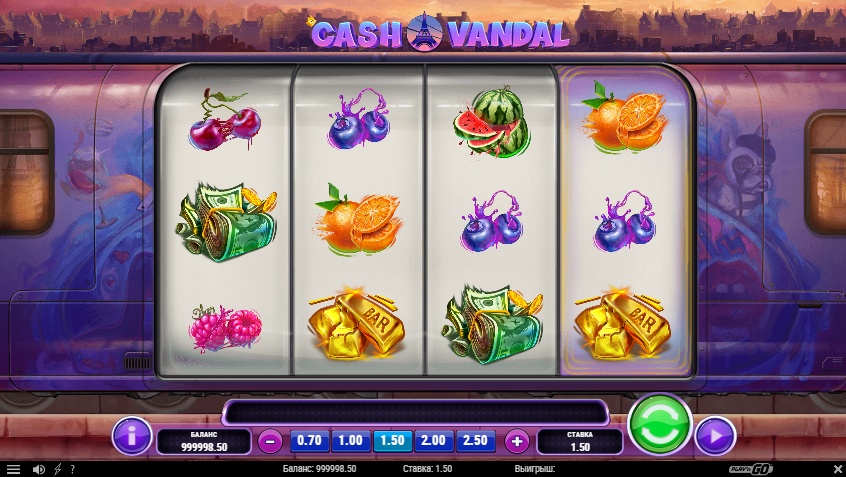 CASH VANDAL
BAR
BAR
БАЛАНС
999998.50
0.70
1.00
1.50
2.00
2.50
СТАВКА
1.50
?
Баланс: 999998.50
Ставка: 1.50
Выигрыш:
PLAY'N GO